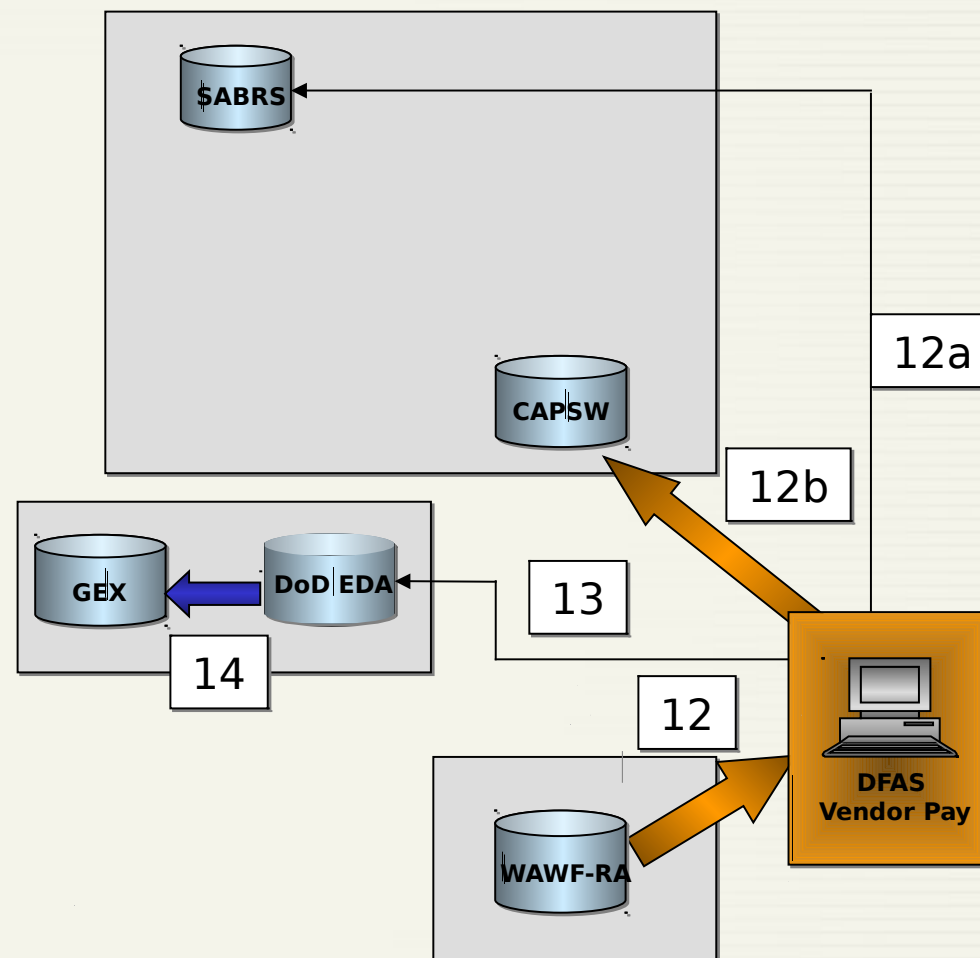 SABRS
12a
CAPSW
12b
GEX
DoD EDA
13
14
12
DFAS
Vendor Pay
WAWF-RA